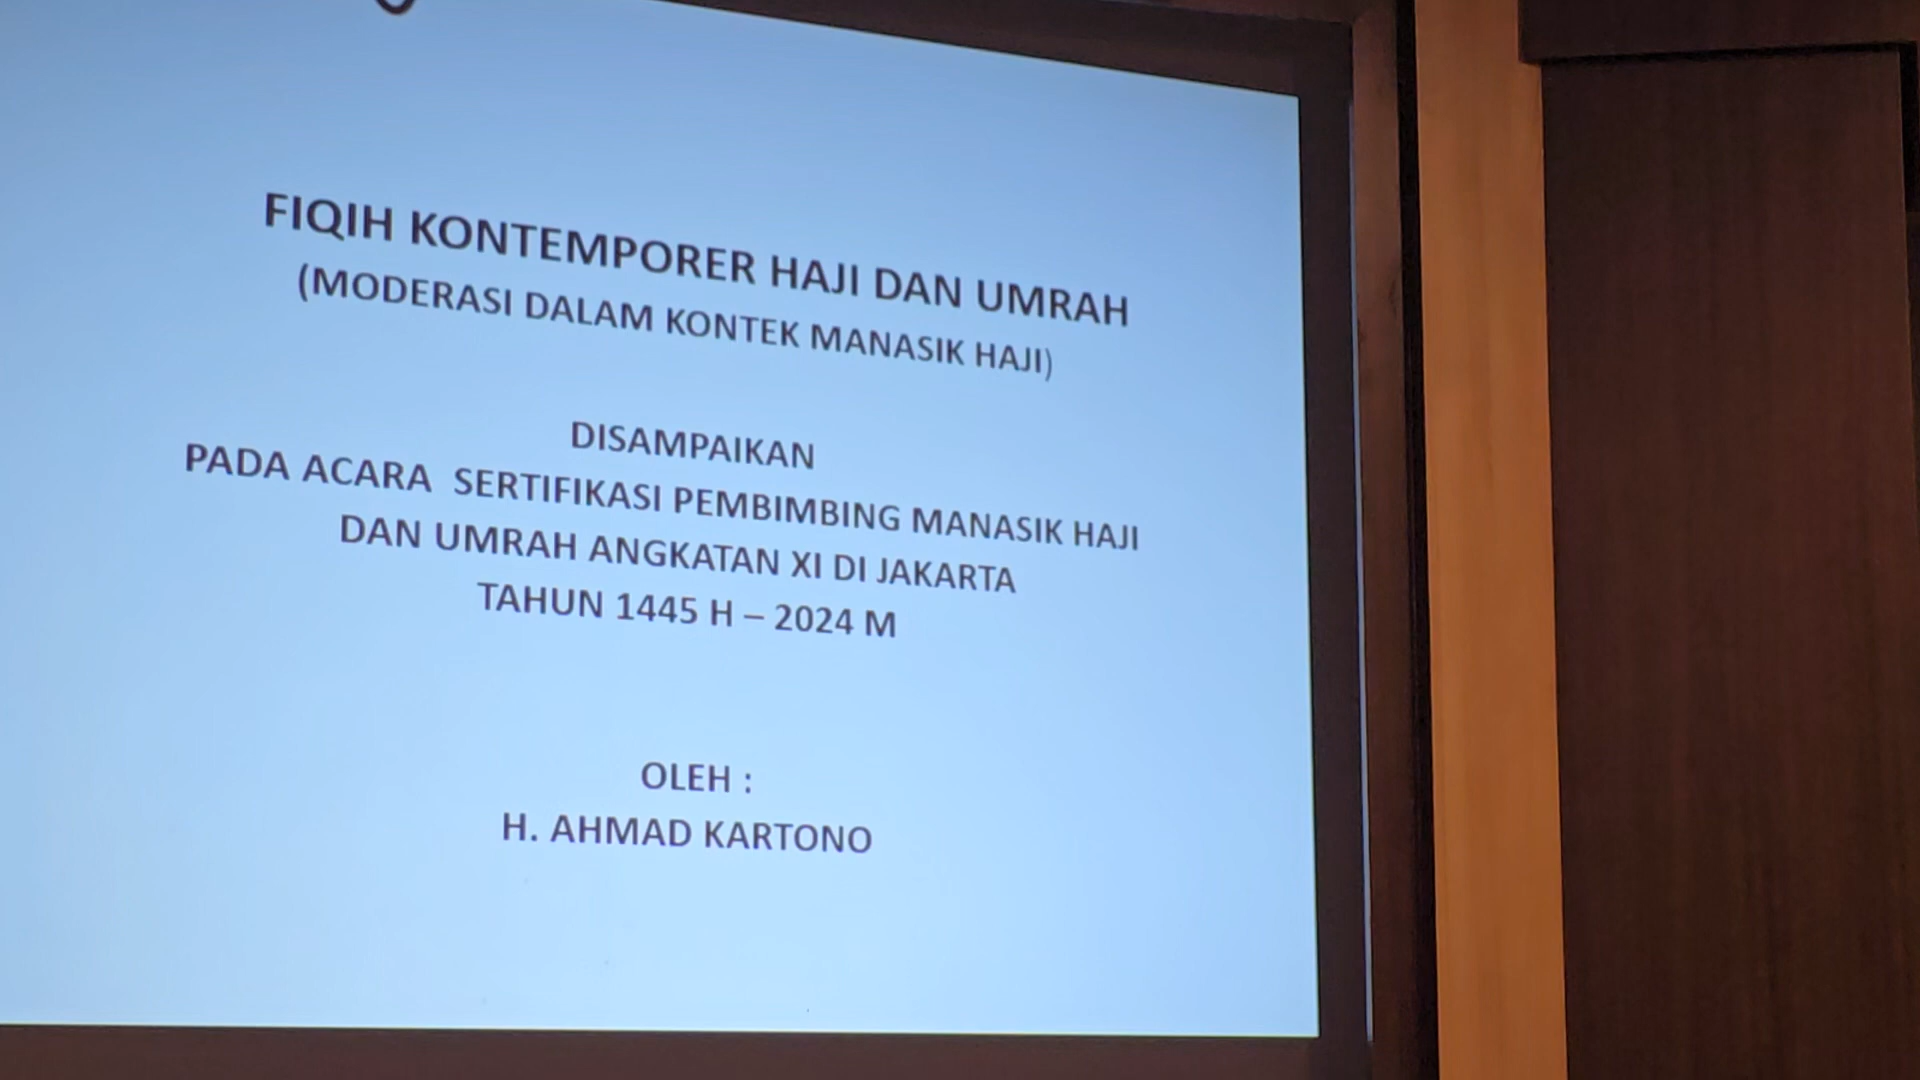 FIQIH KONTEMPORER HAJI DAN UMRAH
(MODERASI DALAM KONTEK MANASIK HAJI)
DISAMPAIKAN
PADA ACARA SERTIFIKASI PEMBIMBING MANASIK HAJI
DAN UMRAH ANGKATAN XI DI JAKARTA
TAHUN 1445 H – 2024 M
OLEH :
H. AHMAD KARTONO